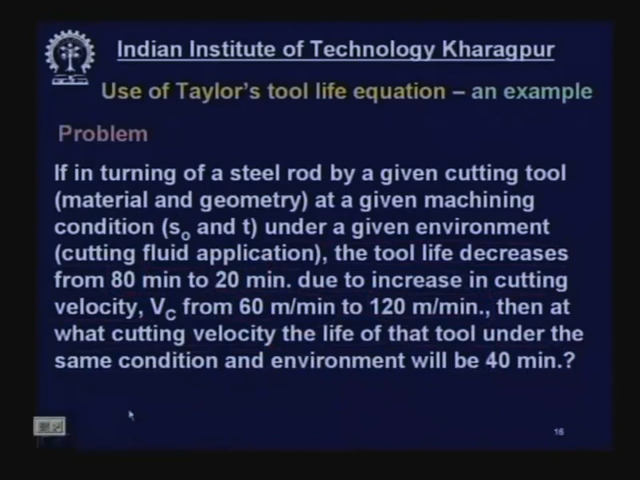 Indian Institute of Technology Kharagpur
Use of Taylor's tool life equation – an example
Problem
If in turning of a steel rod by a given cutting tool
(material and geometry) at a given machining
condition (so and t) under a given environment
(cutting fluid application), the tool life decreases
from 80 min to 20 min. due to increase in cutting
velocity, VC from 60 m/min to 120 m/min., then at
what cutting velocity the life of that tool under the
same condition and environment will be 40 min.?
16